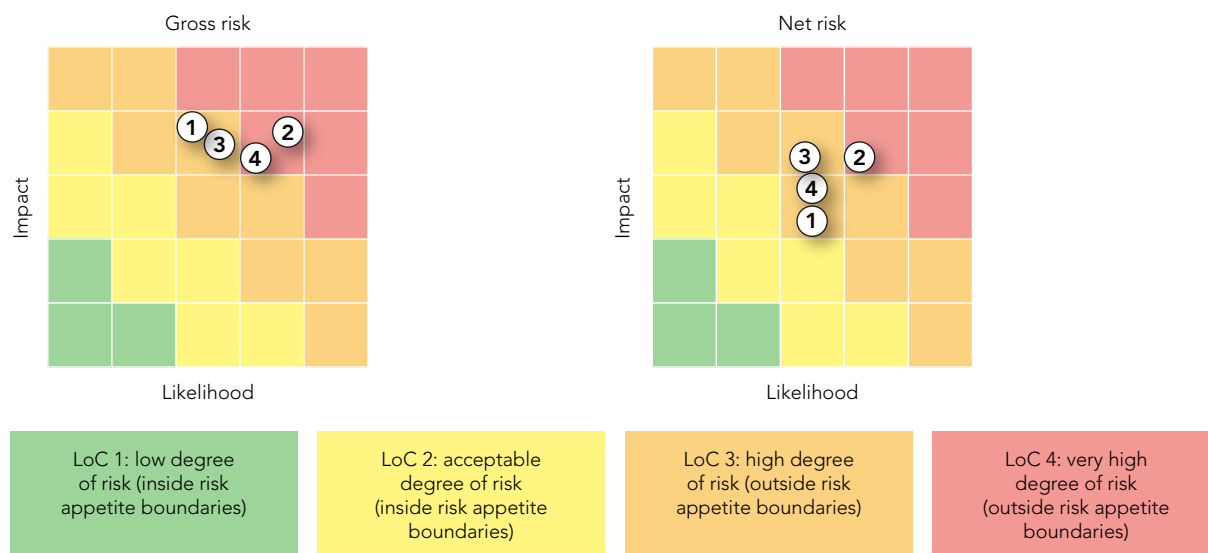 Gross risk
Net risk
1
3
4
2
3
2
4
1
Impact
Impact
Likelihood
Likelihood
LoC 1: low degree
of risk (inside risk
appetite boundaries)
LoC 2: acceptable
degree of risk
(inside risk appetite
boundaries)
LoC 3: high degree
of risk (outside risk
appetite boundaries)
LoC 4: very high
degree of risk
(outside risk appetite
boundaries)